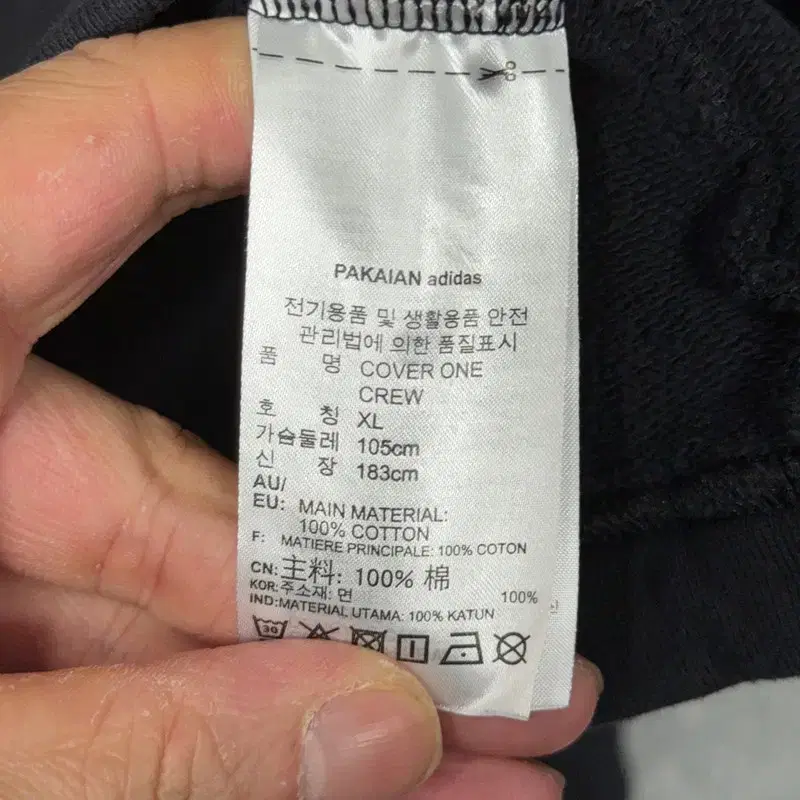 PAKAIAN adidas
전기용품 및 생활용품 안전
관리법에 의한 품질표시
품 명 COVER ONE
CREW
호 칭 XL
가슴둘레 105cm
신 장 183cm
AU/
EU: MAIN MATERIAL:
100% COTTON
F: MATIERE PRINCIPALE: 100% COTON
CN: 主料: 100% 棉
KOR: 주소재: 면 100%
IND: MATERIAL UTAMA: 100% KATUN
30